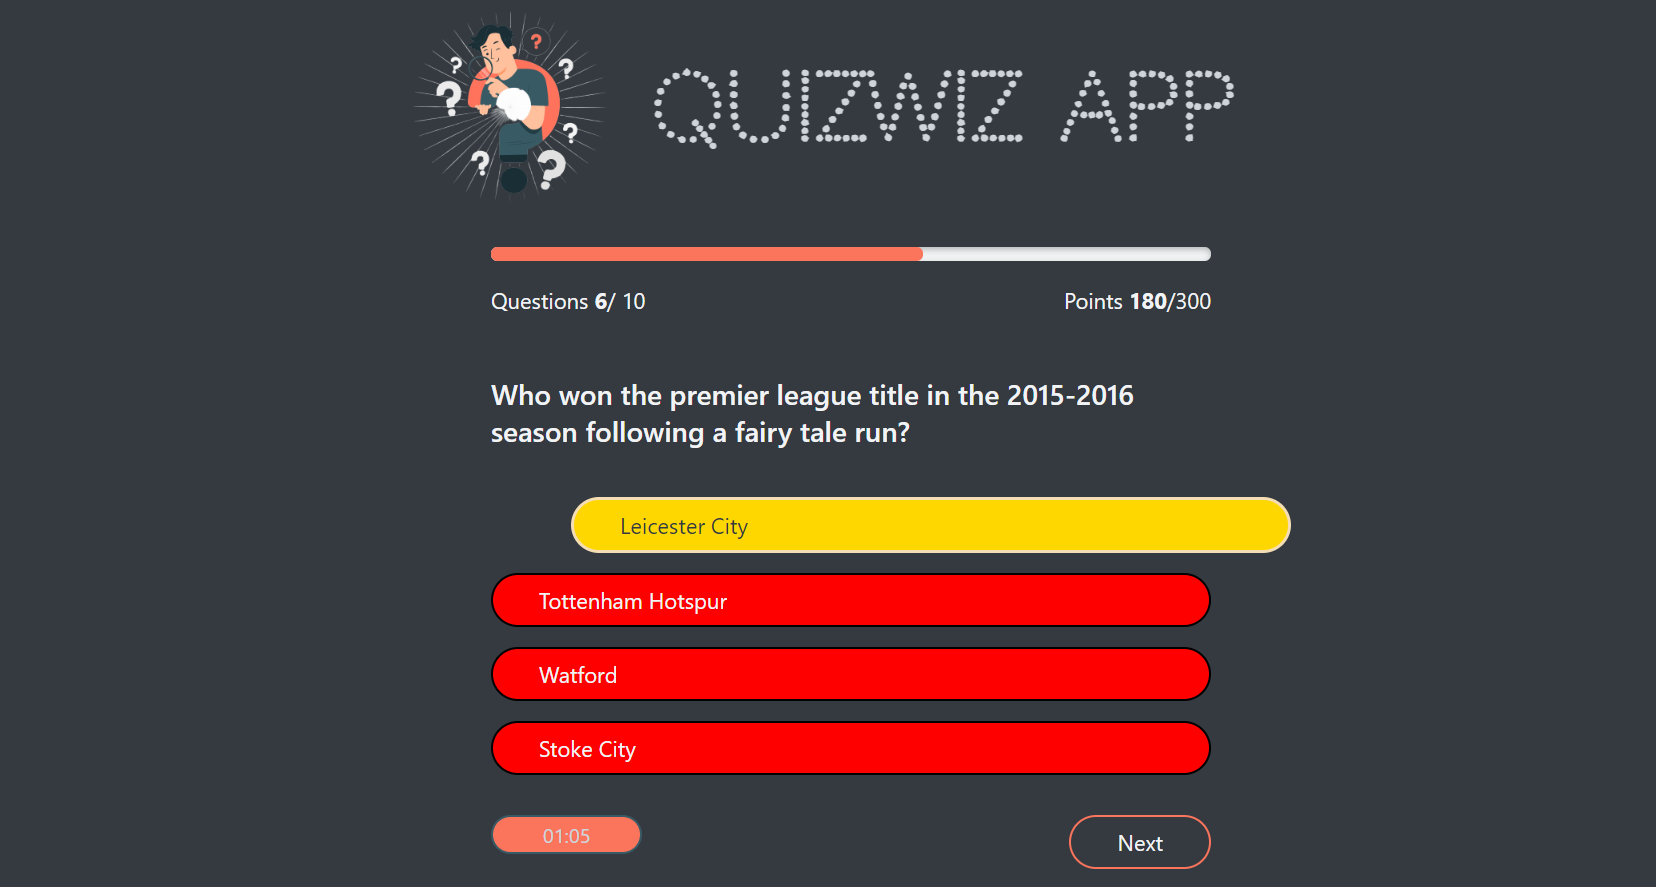 QUIZWIZ APP
Questions 6/ 10
Points 180/300
Who won the premier league title in the 2015-2016
season following a fairy tale run?
Leicester City
Tottenham Hotspur
Watford
Stoke City
01:05
Next